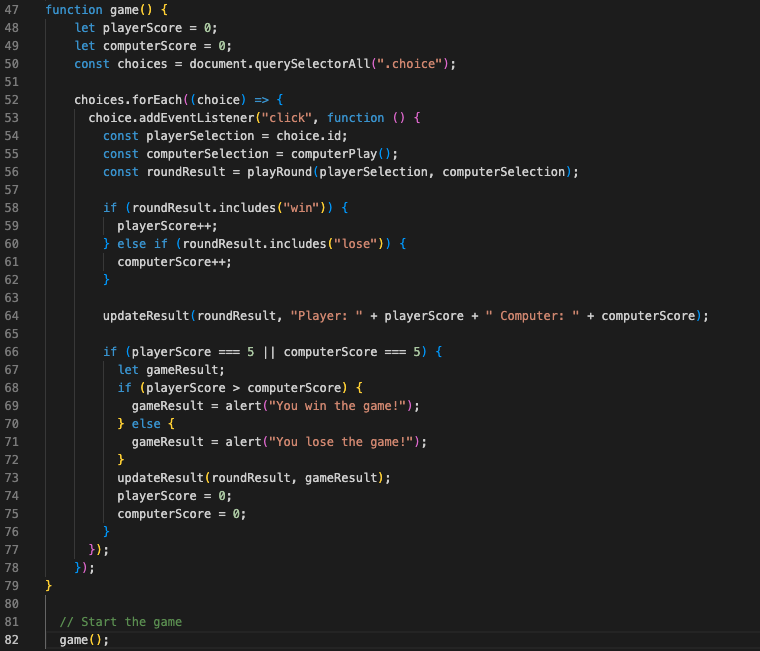 47 function game() {
48 let playerScore = 0;
49 let computerScore = 0;
50 const choices = document.querySelectorAll(".choice");
51
52 choices.forEach((choice) => {
53 choice.addEventListener("click", function () {
54 const playerSelection = choice.id;
55 const computerSelection = computerPlay();
56 const roundResult = playRound(playerSelection, computerSelection);
57
58 if (roundResult.includes("win")) {
59 playerScore++;
60 } else if (roundResult.includes("lose")) {
61 computerScore++;
62 }
63
64 updateResult(roundResult, "Player: " + playerScore + " Computer: " + computerScore);
65
66 if (playerScore === 5 || computerScore === 5) {
67 let gameResult;
68 if (playerScore > computerScore) {
69 gameResult = alert("You win the game!");
70 } else {
71 gameResult = alert("You lose the game!");
72 }
73 updateResult(roundResult, gameResult);
74 playerScore = 0;
75 computerScore = 0;
76 }
77 });
78 });
79 }
80
81 // Start the game
82 game();